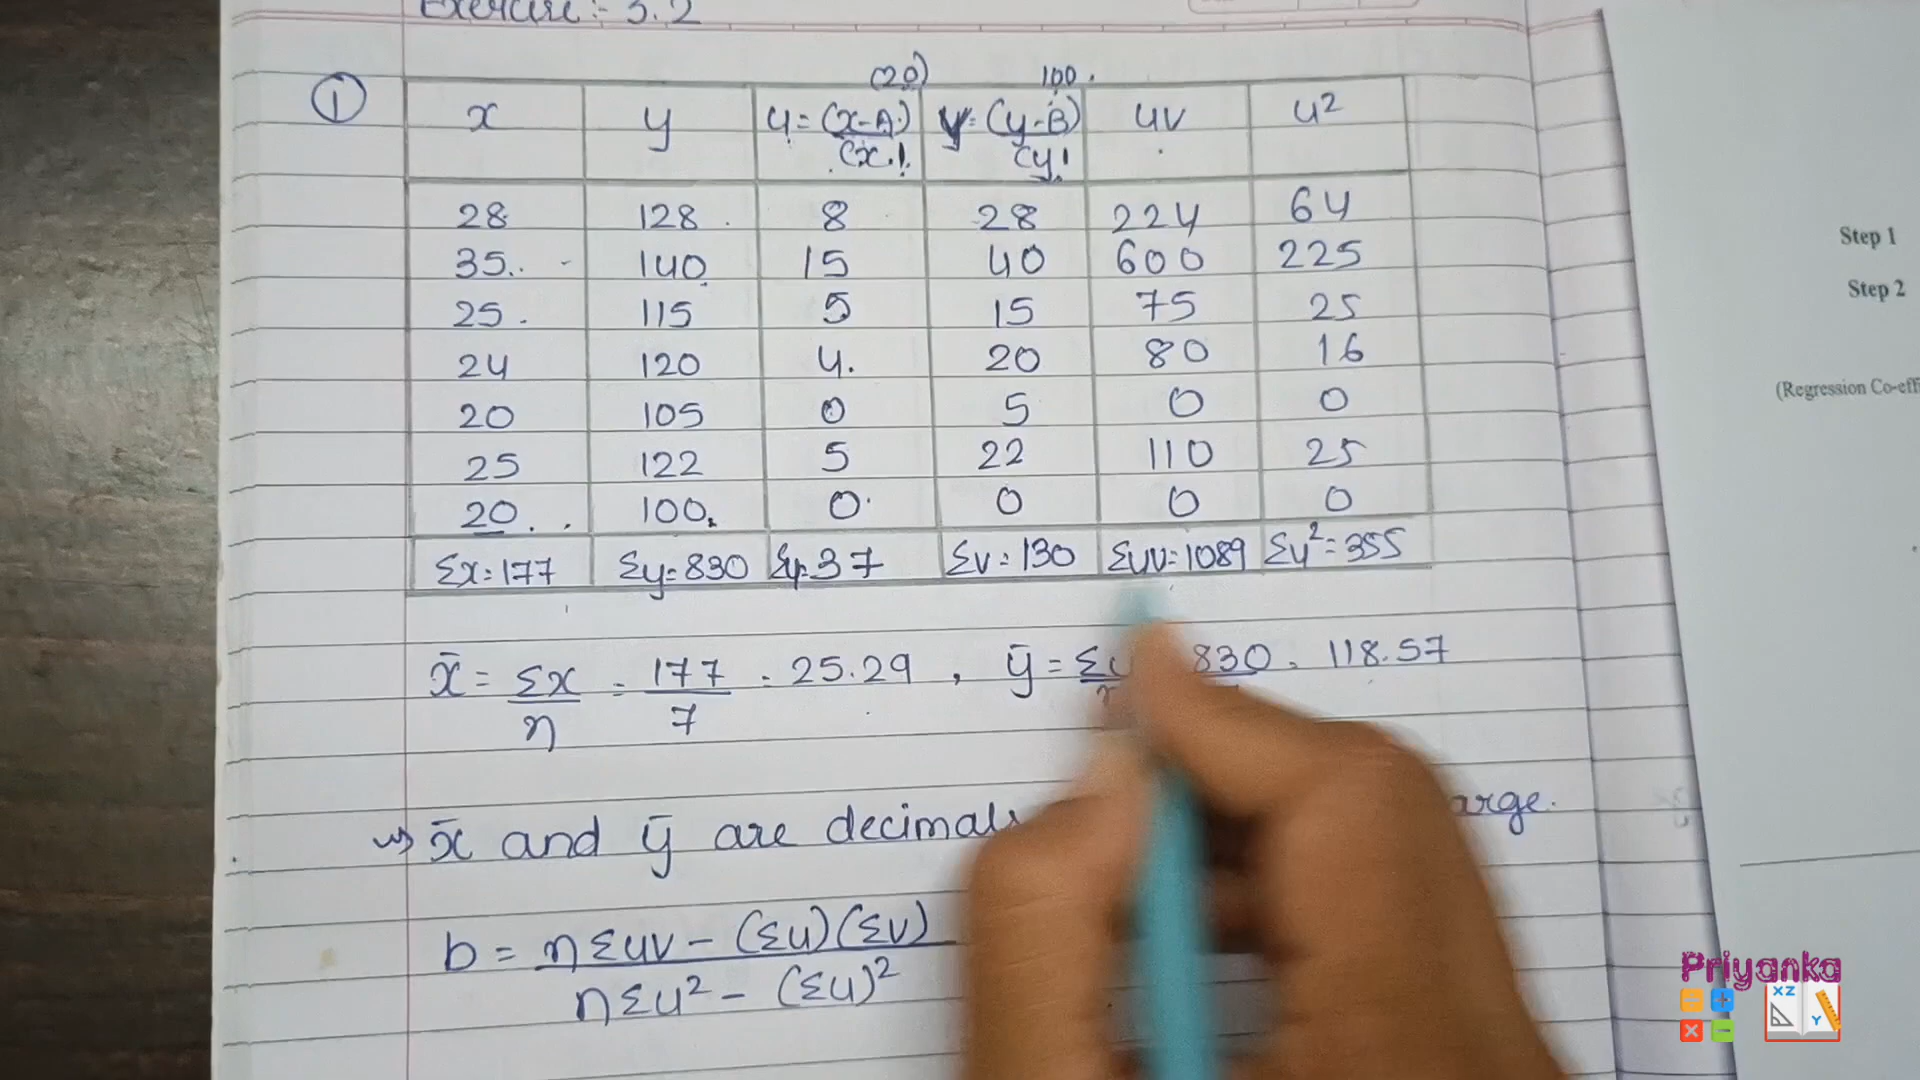 Exercise :- 3.2
(20) 100.
① x y u = (x-A) v = (y-B) uv u²
Cx.1 Cy1
28 128 8 28 224 64
35 140 15 40 600 225
25 115 5 15 75 25
24 120 4 20 80 16
20 105 0 5 0 0
25 122 5 22 110 25
20 100 0 0 0 0
Σx=177 Σy=830 Σu=37 Σv=130 Σuv=1089 Σu²=355
x̄ = Σx = 177 = 25.29 , ȳ = 830 = 118.57
n 7
x̄ and ȳ are decimals arge.
b = nΣuv - (Σu)(Σv)
nΣu² - (Σu)²
Step 1
Step 2
(Regression Co-eff
Priyanka
XZ
Y